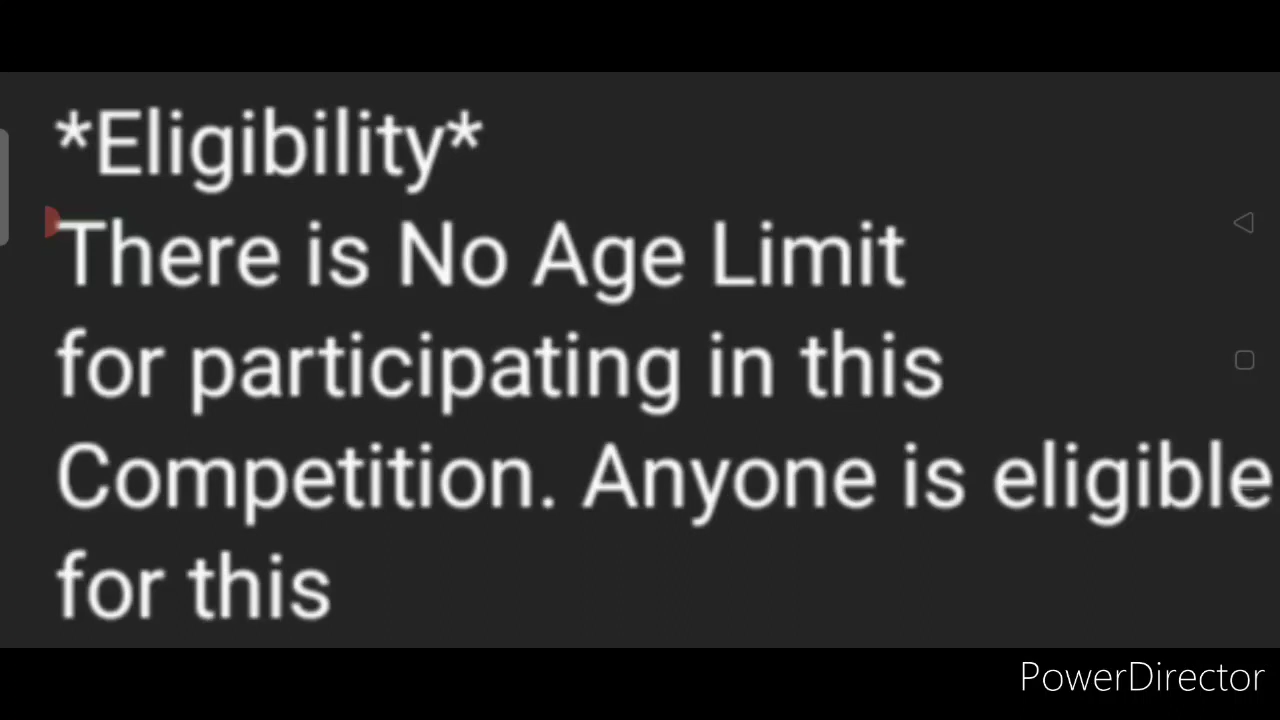 *Eligibility*
There is No Age Limit
for participating in this
Competition. Anyone is eligible
for this
PowerDirector